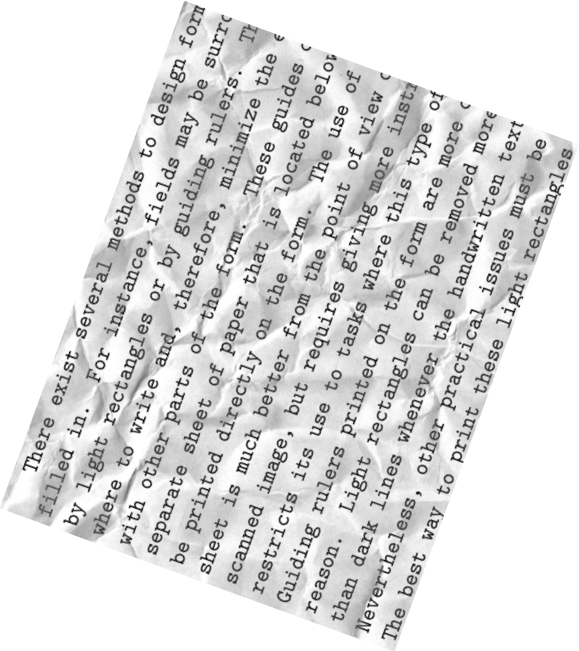 There exist several methods to design form
filled in. For instance, fields may be surro
by light rectangles or by guiding rulers. Th
where to write and, therefore, minimize the e
with other parts of the form. These guides c
separate sheet of paper that is located below
be printed directly on the form. The use of
sheet is much better from the point of view o
scanned image, but requires giving more instr
restricts its use to tasks where this type of
Guiding rulers printed on the form are more c
reason. Light rectangles can be removed more
than dark lines whenever the handwritten text
Nevertheless, other practical issues must be
The best way to print these light rectangles